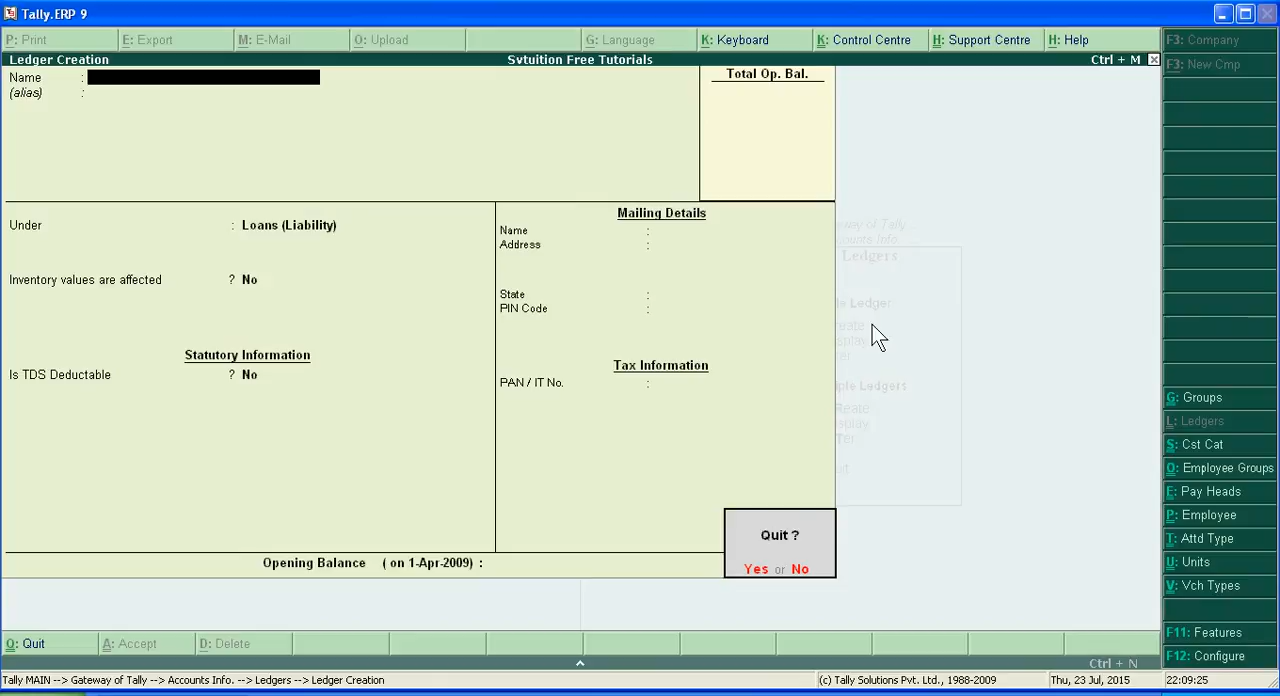 Tally.ERP 9
P: Print E: Export M: E-Mail O: Upload G: Language K: Keyboard K: Control Centre H: Support Centre H: Help F3: Company
Ledger Creation Svtuition Free Tutorials Ctrl + M
F3: New Cmp
Name :
(alias) :
Total Op. Bal.
Under : Loans (Liability)
Inventory values are affected ? No
Statutory Information
Is TDS Deductable ? No
Mailing Details
Name :
Address :
State :
PIN Code :
Tax Information
PAN / IT No. :
Ledgers
Quit ?
Yes or No
Opening Balance ( on 1-Apr-2009) :
G: Groups
L: Ledgers
S: Cst Cat
O: Employee Groups
E: Pay Heads
P: Employee
T: Attd Type
U: Units
V: Vch Types
F11: Features
F12: Configure
Q: Quit A: Accept D: Delete
Ctrl + N
Tally MAIN --> Gateway of Tally --> Accounts Info. --> Ledgers --> Ledger Creation (c) Tally Solutions Pvt. Ltd., 1988-2009 Thu, 23 Jul, 2015 22:09:25